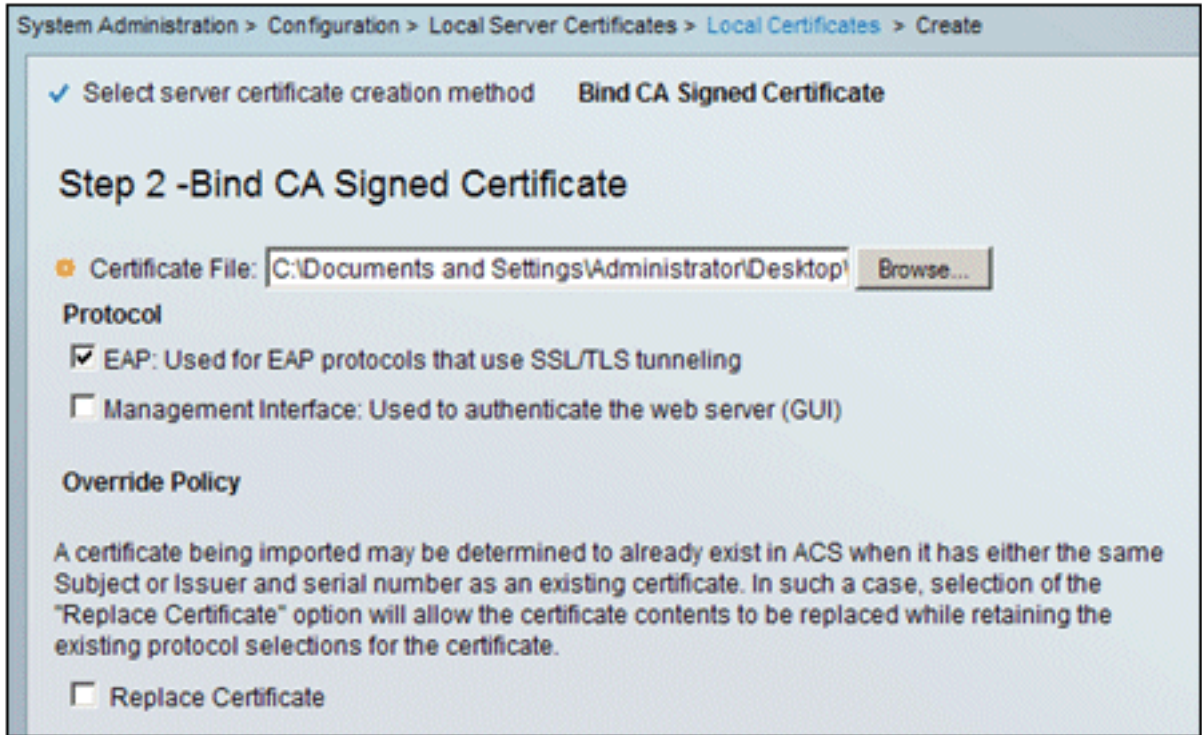 System Administration > Configuration > Local Server Certificates > Local Certificates > Create
Select server certificate creation method Bind CA Signed Certificate
Step 2 -Bind CA Signed Certificate
Certificate File: C:\Documents and Settings\Administrator\Desktop\ Browse...
Protocol
EAP: Used for EAP protocols that use SSL/TLS tunneling
Management Interface: Used to authenticate the web server (GUI)
Override Policy
A certificate being imported may be determined to already exist in ACS when it has either the same
Subject or Issuer and serial number as an existing certificate. In such a case, selection of the
"Replace Certificate" option will allow the certificate contents to be replaced while retaining the
existing protocol selections for the certificate.
Replace Certificate